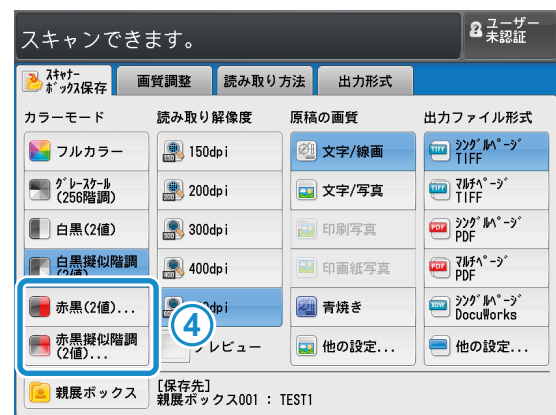 スキャンできます。
ユーザー
未認証
スキャナー
ボックス保存
画質調整
読み取り方法
出力形式
カラーモード
フルカラー
グレースケール
(256階調)
白黒(2値)
白黒擬似階調
(2値)
赤黒(2値)...
赤黒擬似階調
(2値)...
親展ボックス
読み取り解像度
150dpi
200dpi
300dpi
400dpi
dpi
④
プレビュー
原稿の画質
文字/線画
文字/写真
印刷写真
印画紙写真
青焼き
他の設定...
出力ファイル形式
シングルページ
TIFF
マルチページ
TIFF
シングルページ
PDF
マルチページ
PDF
シングルページ
DocuWorks
他の設定...
[保存先]
親展ボックス001 : TEST1